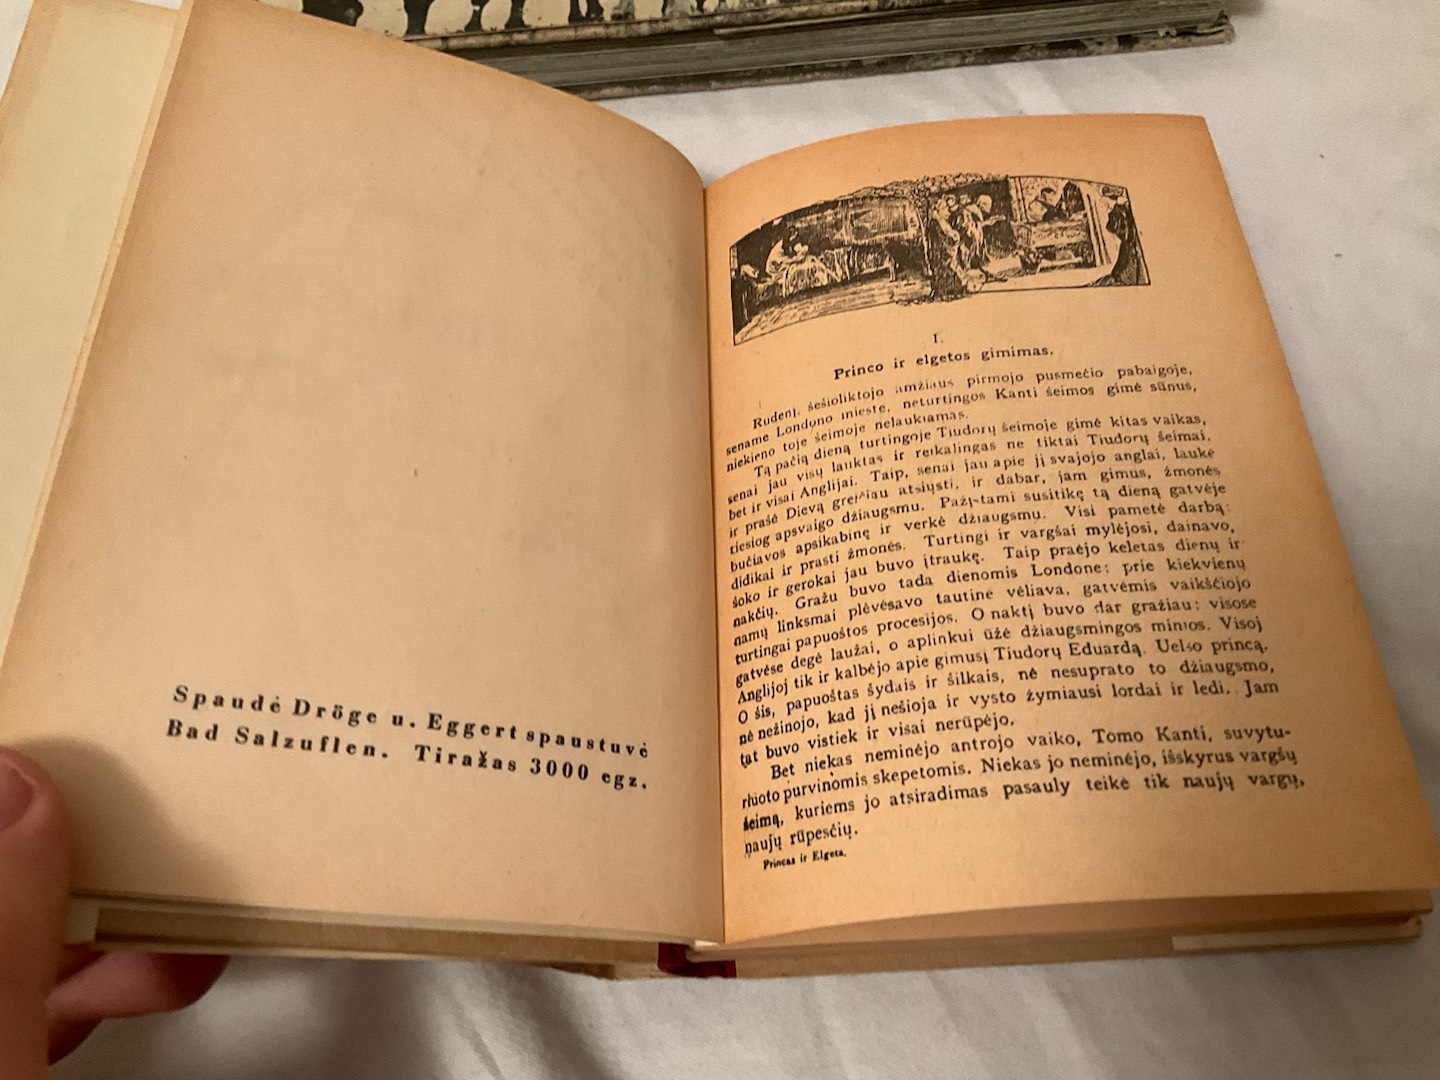 Spaudė Dröge u. Eggert spaustuvė
Bad Salzuflen. Tiražas 3000 egz.
I.
Princo ir elgetos gimimas.
Rudenį, šešioliktojo amžiaus pirmojo pusmečio pabaigoje,
sename Londono mieste, neturtingos Kanti šeimos gimė sūnus,
niekieno toje šeimoje nelaukiamas.
Tą pačią dieną turtingoje Tiudorų šeimoje gimė kitas vaikas,
senai jau visų lauktas ir reikalingas ne tiktai Tiudorų šeimai,
bet ir visai Anglijai. Taip, senai jau apie jį svajojo anglai, laukė
ir prašė Dievą greičiau atsiųsti, ir dabar, jam gimus, žmonės
tiesiog apsvaigo džiaugsmu. Pažįstami susitikę tą dieną gatvėje
bučiavos apsikabinę ir verkė džiaugsmu. Visi pametė darbą;
didikai ir prasti žmonės. Turtingi ir vargšai mylėjosi, dainavo,
šoko ir gerokai jau buvo įtraukę. Taip praėjo keletas dienų ir
nakčių. Gražu buvo tada dienomis Londone: prie kiekvienų
namų linksmai plėvėsavo tautinė vėliava, gatvėmis vaikščiojo
turtingai papuoštos procesijos. O naktį buvo dar gražiau: visose
gatvėse degė laužai, o aplinkui ūžė džiaugsmingos minios. Visoj
Anglijoj tik ir kalbėjo apie gimusį Tiudorų Eduardą, Uelso princą.
O šis, papuoštas šydais ir šilkais, nė nesuprato to džiaugsmo,
nė nežinojo, kad jį nešioja ir vysto žymiausi lordai ir ledi. Jam
tat buvo vistiek ir visai nerūpėjo.
Bet niekas neminėjo antrojo vaiko, Tomo Kanti, suvytu-
rluoto purvinomis skepetomis. Niekas jo neminėjo, išskyrus vargšų
šeimą, kuriems jo atsiradimas pasauly teikė tik naujų vargų,
naujų rūpesčių.
Princas ir Elgeta.